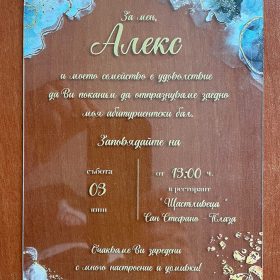 За мен,
Алекс
и моето семейство е удоволствие
да Ви поканим да отпразнуваме заедно
моя абитуриентски бал.
Заповядайте на
събота
03
юни
от 13:00 ч.
в ресторант
"Щастливеца"
Сан Стефано Плаза
Очакваме Ви заредени
с много настроение и усмивки!